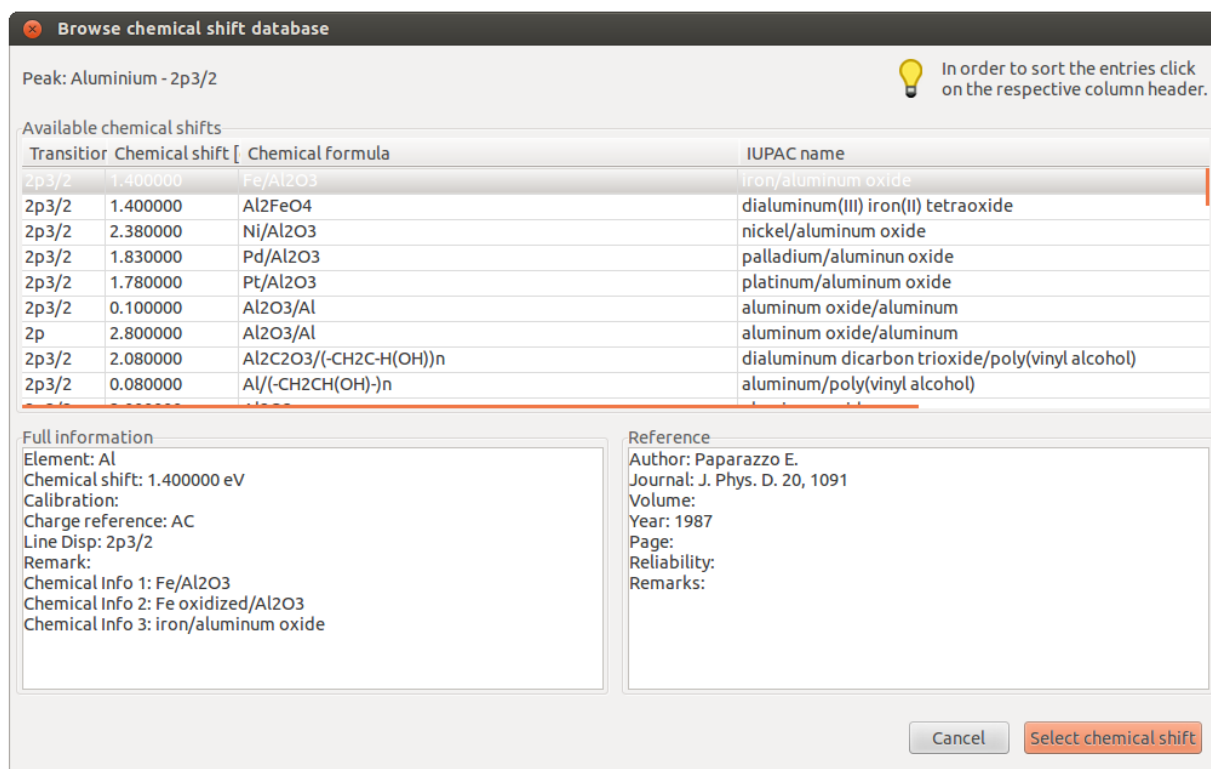 Browse chemical shift database
Peak: Aluminium - 2p3/2
In order to sort the entries click
on the respective column header.
Available chemical shifts
Transition Chemical shift [ Chemical formula IUPAC name
2p3/2 1.400000 Fe/Al2O3 iron/aluminum oxide
2p3/2 1.400000 Al2FeO4 dialuminum(III) iron(II) tetraoxide
2p3/2 2.380000 Ni/Al2O3 nickel/aluminum oxide
2p3/2 1.830000 Pd/Al2O3 palladium/aluminun oxide
2p3/2 1.780000 Pt/Al2O3 platinum/aluminum oxide
2p3/2 0.100000 Al2O3/Al aluminum oxide/aluminum
2p 2.800000 Al2O3/Al aluminum oxide/aluminum
2p3/2 2.080000 Al2C2O3/(-CH2C-H(OH))n dialuminum dicarbon trioxide/poly(vinyl alcohol)
2p3/2 0.080000 Al/(-CH2CH(OH)-)n aluminum/poly(vinyl alcohol)
Full information
Element: Al
Chemical shift: 1.400000 eV
Calibration:
Charge reference: AC
Line Disp: 2p3/2
Remark:
Chemical Info 1: Fe/Al2O3
Chemical Info 2: Fe oxidized/Al2O3
Chemical Info 3: iron/aluminum oxide
Reference
Author: Paparazzo E.
Journal: J. Phys. D. 20, 1091
Volume:
Year: 1987
Page:
Reliability:
Remarks:
Cancel Select chemical shift